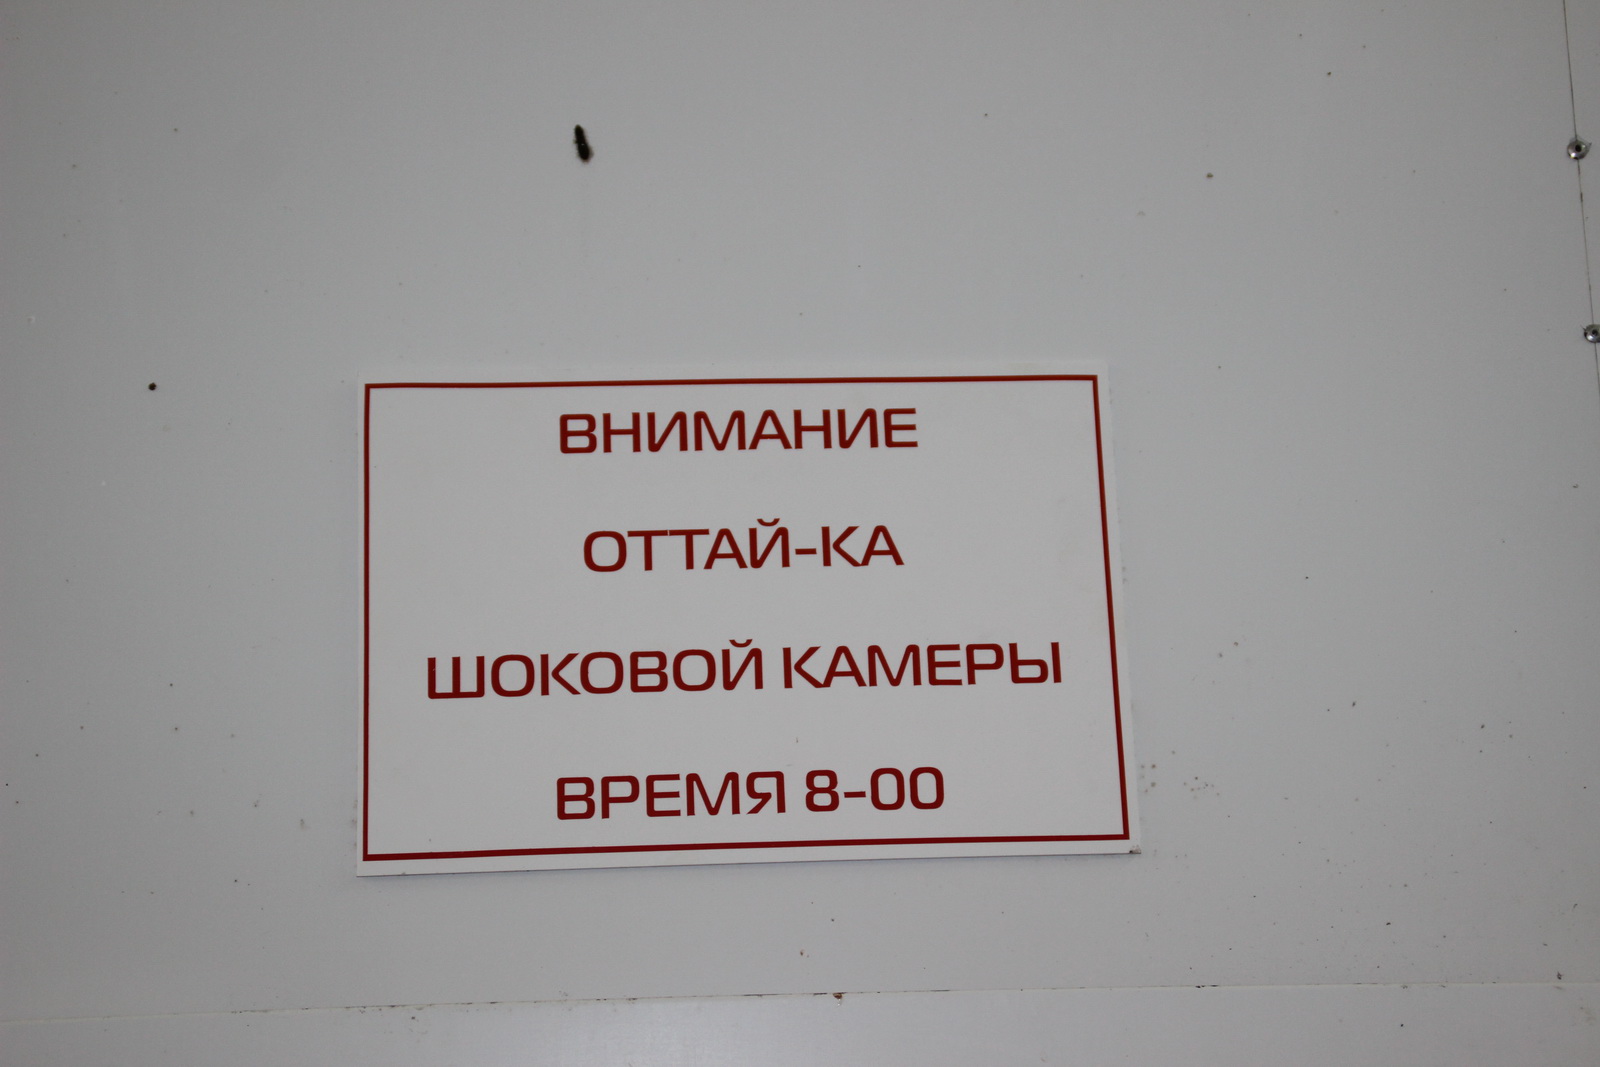 ВНИМАНИЕ
ОТТАЙ-КА
ШОКОВОЙ КАМЕРЫ
ВРЕМЯ 8-00